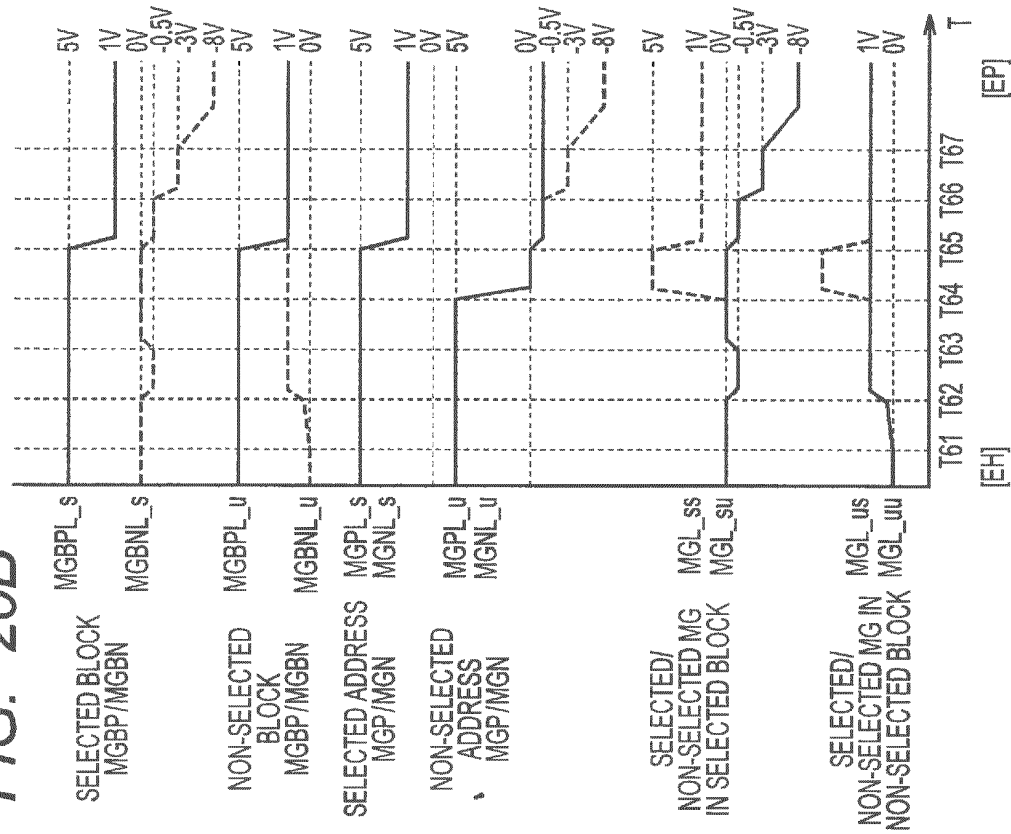 FIG. 20B
SELECTED BLOCK
MGBP/MGBN
MGBPL_s
MGBNL_s
5V
1V
0V
-0.5V
-3V
-8V
NON-SELECTED
BLOCK
MGBP/MGBN
MGBPL_u
MGBNL_u
5V
1V
0V
SELECTED ADDRESS
MGP/MGN
MGPL_s
MGNL_s
5V
1V
0V
NON-SELECTED
ADDRESS
MGP/MGN
MGPL_u
MGNL_u
5V
0V
-0.5V
-3V
-8V
SELECTED/
NON-SELECTED MG
IN SELECTED BLOCK
MGL_ss
MGL_su
5V
1V
0V
-0.5V
-3V
-8V
SELECTED/
NON-SELECTED MG IN
NON-SELECTED BLOCK
MGL_us
MGL_uu
1V
0V
T61 T62 T63 T64 T65 T66 T67 T
[EH] [EP]